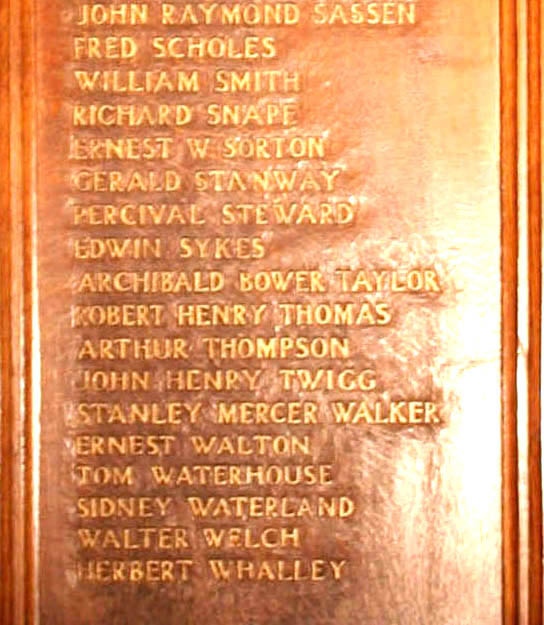 JOHN RAYMOND SASSEN
FRED SCHOLES
WILLIAM SMITH
RICHARD SNAPE
ERNEST W SORTON
GERALD STANWAY
PERCIVAL STEWARD
EDWIN SYKES
ARCHIBALD BOWER TAYLOR
ROBERT HENRY THOMAS
ARTHUR THOMPSON
JOHN HENRY TWIGG
STANLEY MERCER WALKER
ERNEST WALTON
TOM WATERHOUSE
SIDNEY WATERLAND
WALTER WELCH
HERBERT WHALLEY